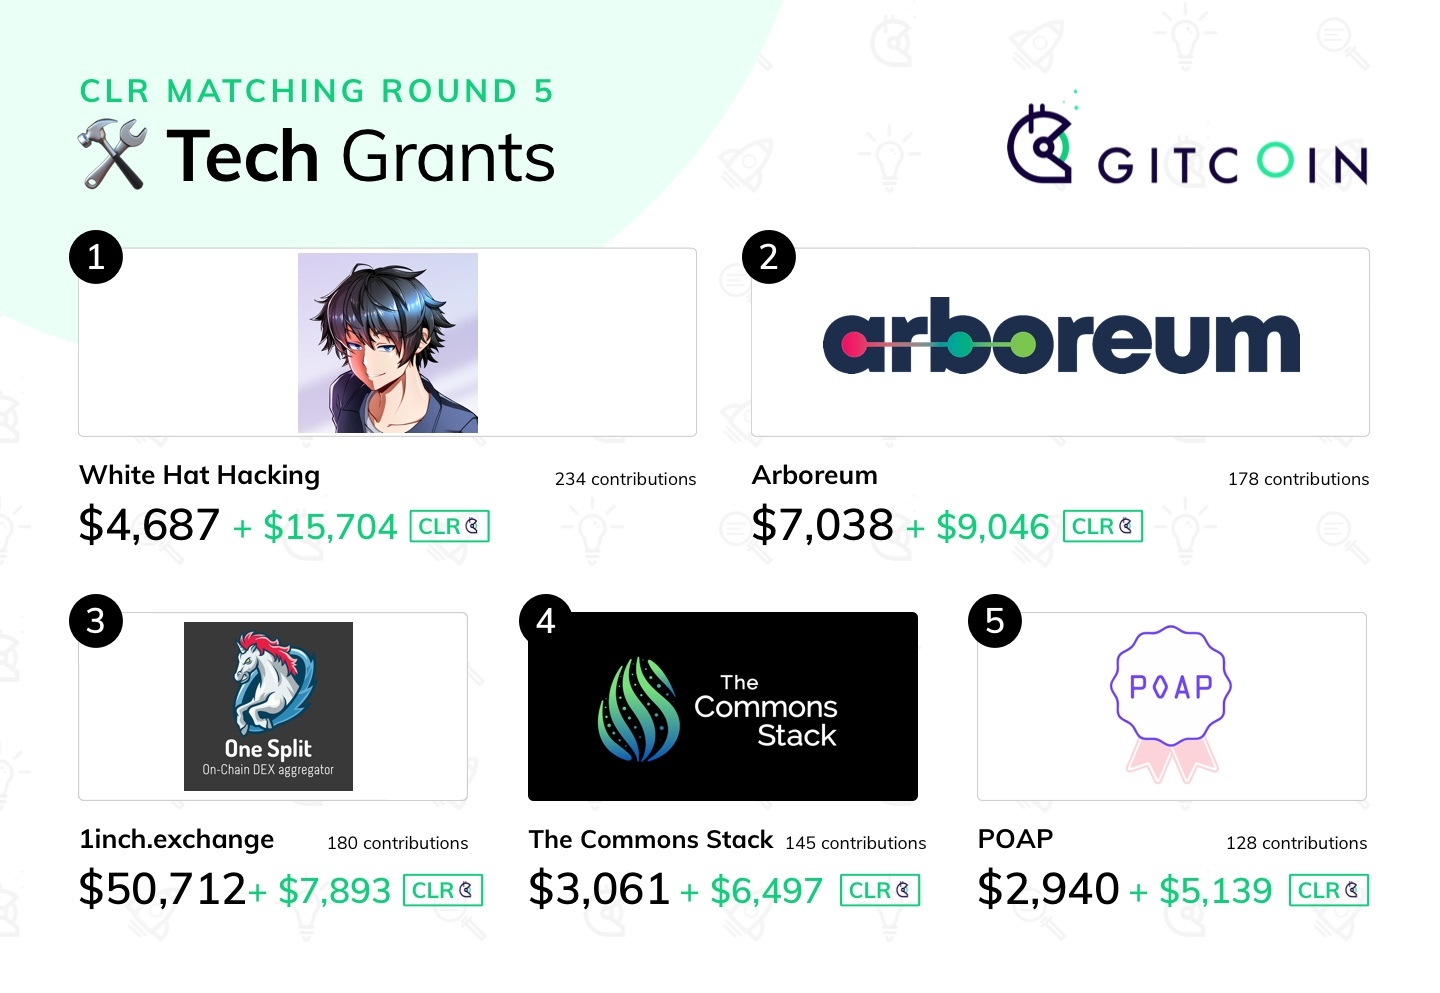 CLR MATCHING ROUND 5
Tech Grants
GITCOIN
1
2
arboreum
White Hat Hacking
234 contributions
$4,687 + $15,704 CLR
Arboreum
178 contributions
$7,038 + $9,046 CLR
3
One Split
On-Chain DEX aggregator
4
The
Commons
Stack
5
POAP
1inch.exchange
180 contributions
$50,712+ $7,893 CLR
The Commons Stack
145 contributions
$3,061 + $6,497 CLR
POAP
128 contributions
$2,940 + $5,139 CLR